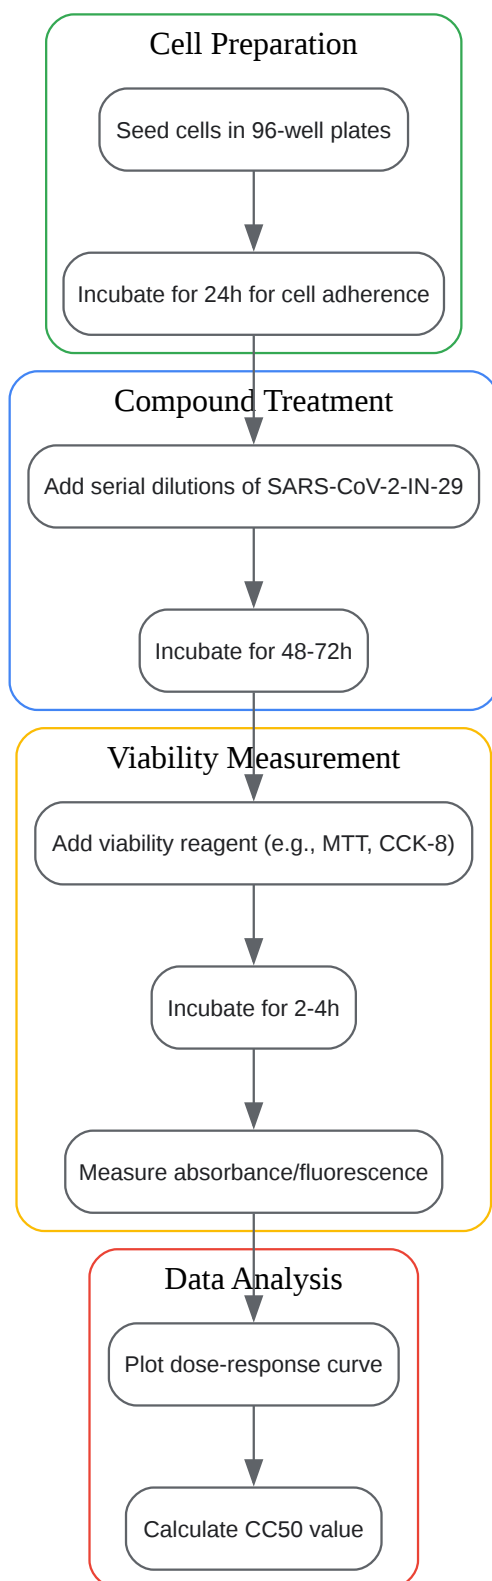 Cell Preparation
Seed cells in 96-well plates
Incubate for 24h for cell adherence
Compound Treatment
Add serial dilutions of SARS-CoV-2-IN-29
Incubate for 48-72h
Viability Measurement
Add viability reagent (e.g., MTT, CCK-8)
Incubate for 2-4h
Measure absorbance/fluorescence
Data Analysis
Plot dose-response curve
Calculate CC50 value